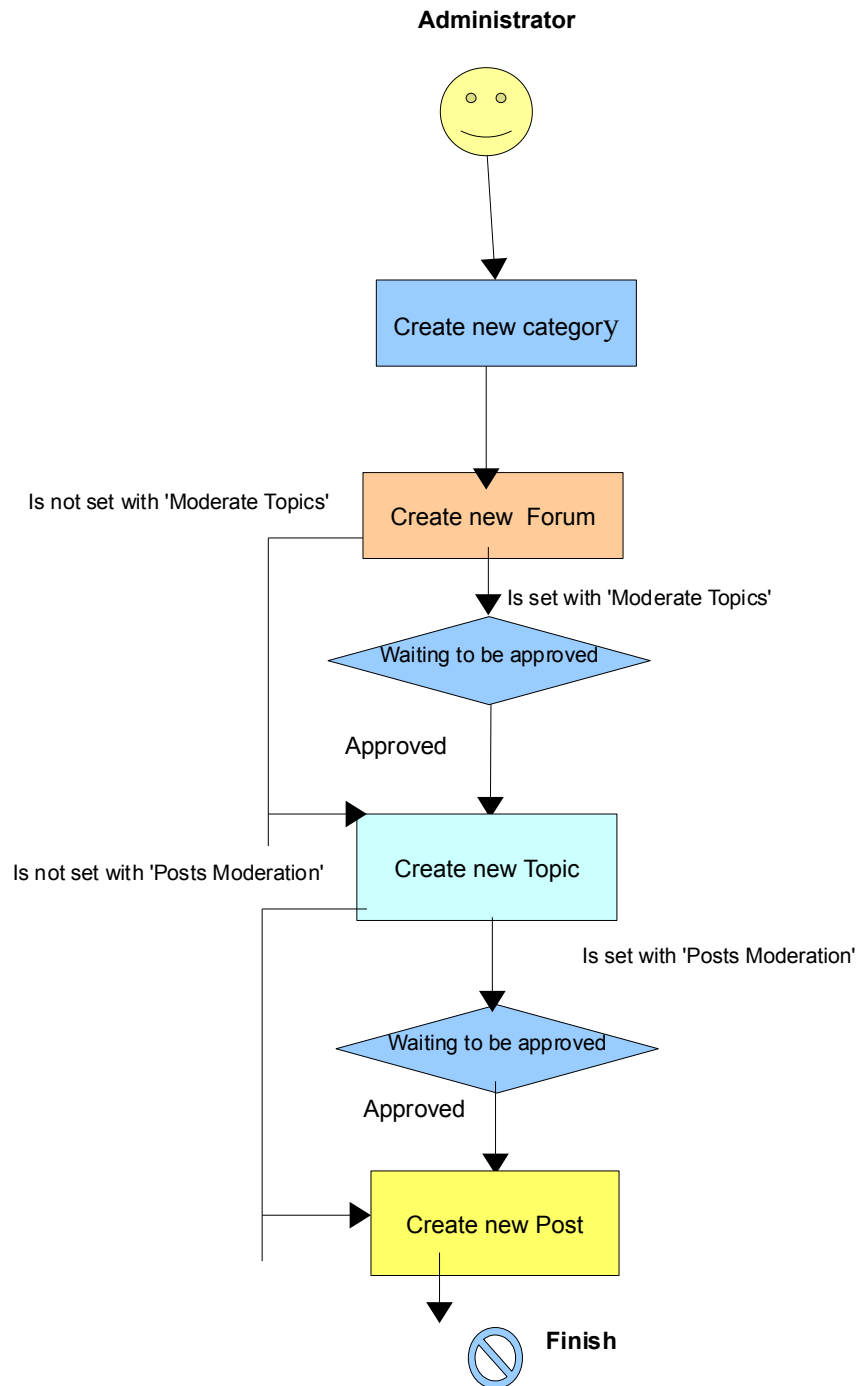 Administrator
Create new category
Is not set with 'Moderate Topics'
Create new Forum
Is set with 'Moderate Topics'
Waiting to be approved
Approved
Create new Topic
Is not set with 'Posts Moderation'
Is set with 'Posts Moderation'
Waiting to be approved
Approved
Create new Post
Finish